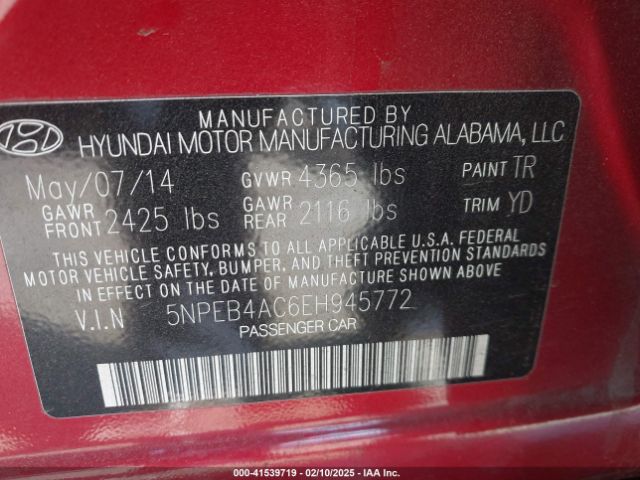 MANUFACTURED BY
HYUNDAI MOTOR MANUFACTURING ALABAMA, LLC
May/07/14 GVWR 4365 lbs PAINT TR
GAWR FRONT 2425 lbs GAWR REAR 2116 lbs TRIM YD
THIS VEHICLE CONFORMS TO ALL APPLICABLE U.S.A. FEDERAL
MOTOR VEHICLE SAFETY, BUMPER, AND THEFT PREVENTION STANDARDS
IN EFFECT ON THE DATE OF MANUFACTURE SHOWN ABOVE
V.I.N 5NPEB4AC6EH945772
PASSENGER CAR
000-41539719 - 02/10/2025 - IAA Inc.